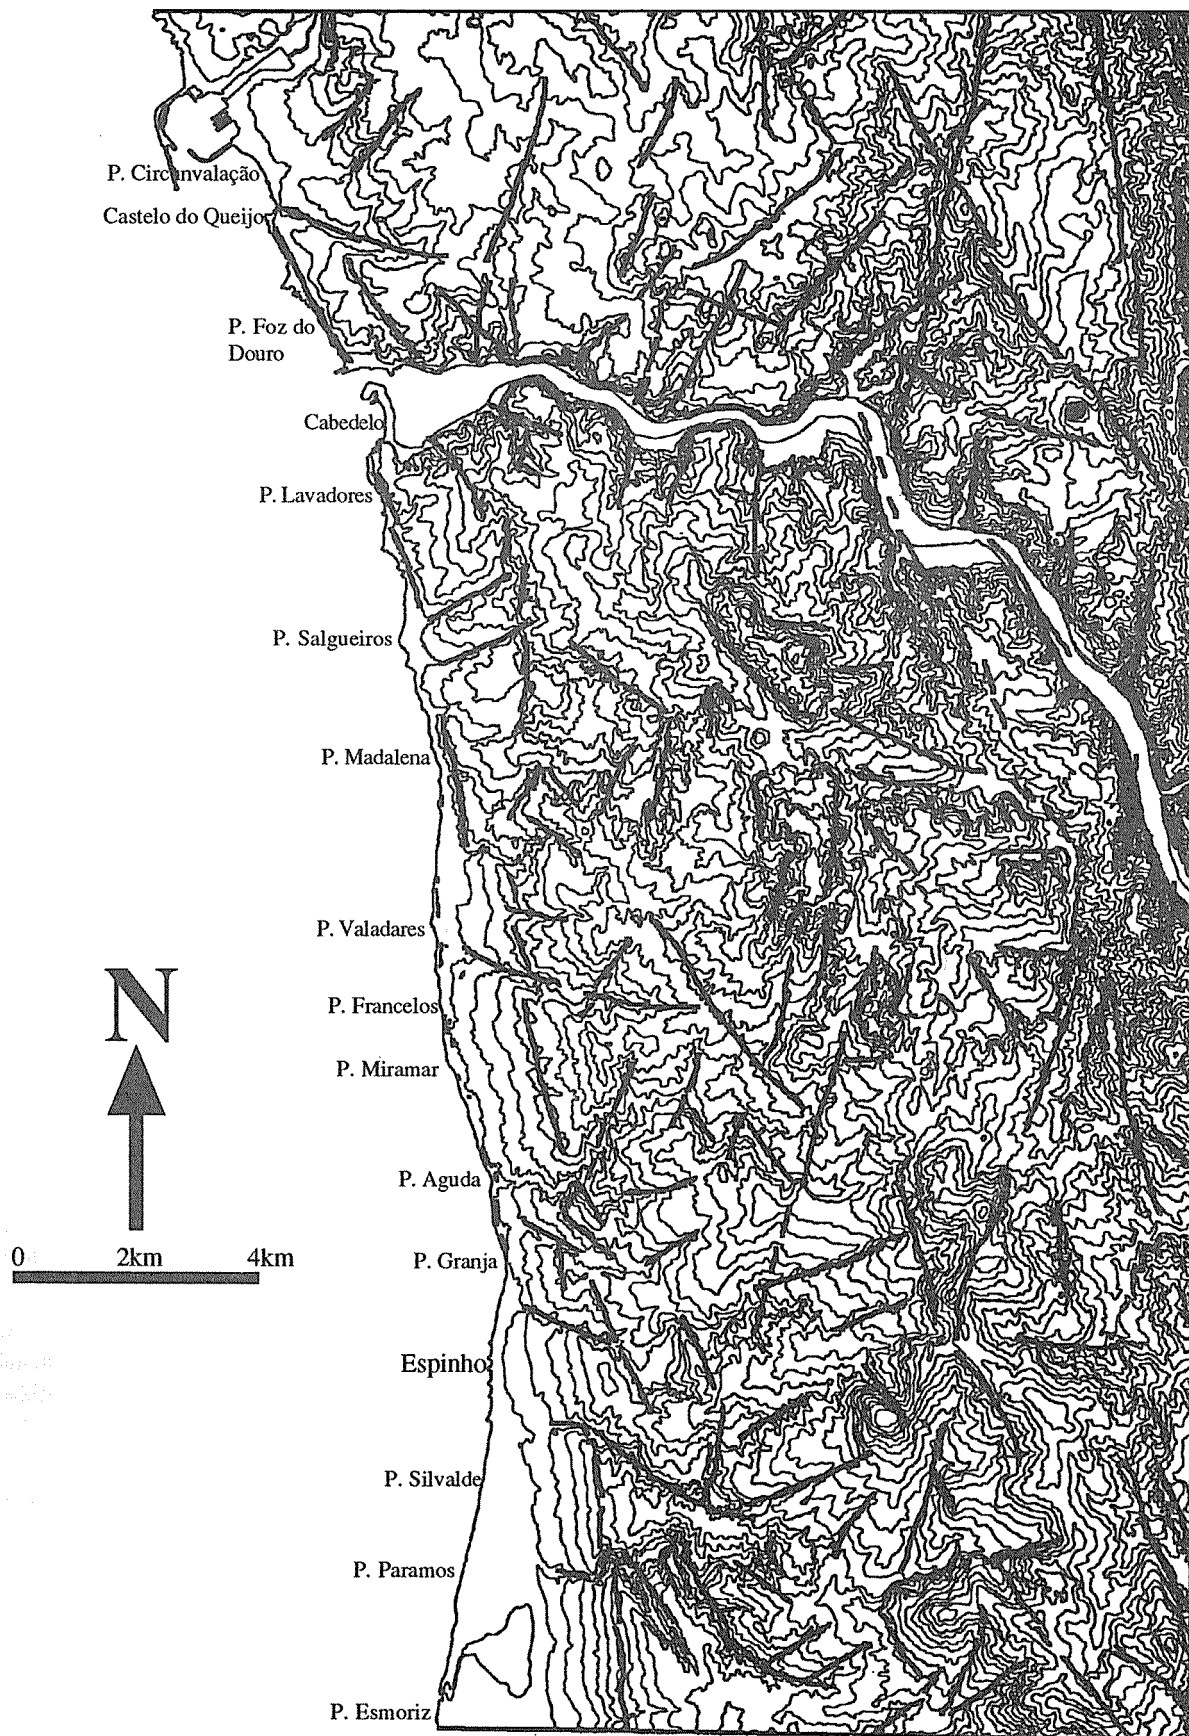 P. Circunvalação
Castelo do Queijo
P. Foz do
Douro
Cabedelo
P. Lavadores
P. Salgueiros
P. Madalena
P. Valadares
N
P. Francelos
P. Miramar
P. Aguda
0 2km 4km
P. Granja
Espinho
P. Silvalde
P. Paramos
P. Esmoriz